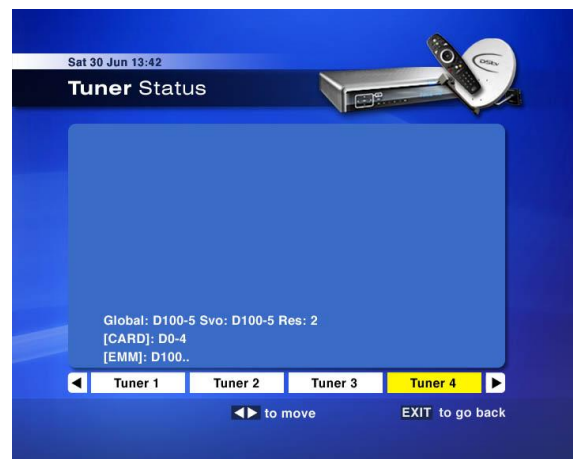 Sat 30 Jun 13:42
DStv
Tuner Status
Global: D100-5 Svo: D100-5 Res: 2
[CARD]: D0-4
[EMM]: D100..
Tuner 1 Tuner 2 Tuner 3 Tuner 4
to move EXIT to go back